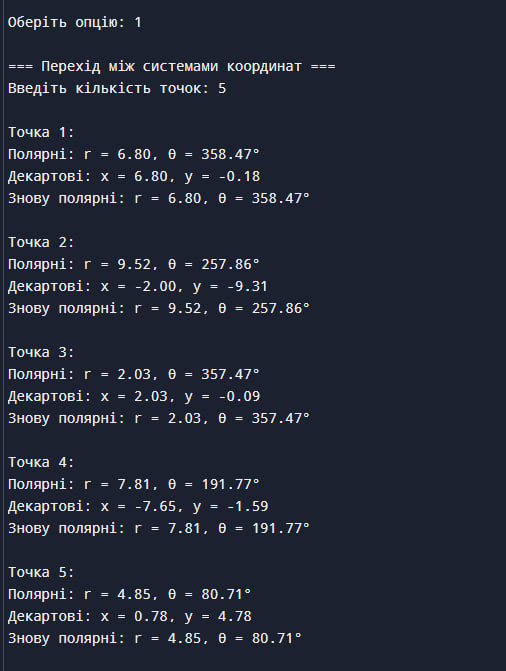 Оберіть опцію: 1
=== Перехід між системами координат ===
Введіть кількість точок: 5
Точка 1:
Полярні: r = 6.80, θ = 358.47°
Декартові: x = 6.80, y = -0.18
Знову полярні: r = 6.80, θ = 358.47°
Точка 2:
Полярні: r = 9.52, θ = 257.86°
Декартові: x = -2.00, y = -9.31
Знову полярні: r = 9.52, θ = 257.86°
Точка 3:
Полярні: r = 2.03, θ = 357.47°
Декартові: x = 2.03, y = -0.09
Знову полярні: r = 2.03, θ = 357.47°
Точка 4:
Полярні: r = 7.81, θ = 191.77°
Декартові: x = -7.65, y = -1.59
Знову полярні: r = 7.81, θ = 191.77°
Точка 5:
Полярні: r = 4.85, θ = 80.71°
Декартові: x = 0.78, y = 4.78
Знову полярні: r = 4.85, θ = 80.71°